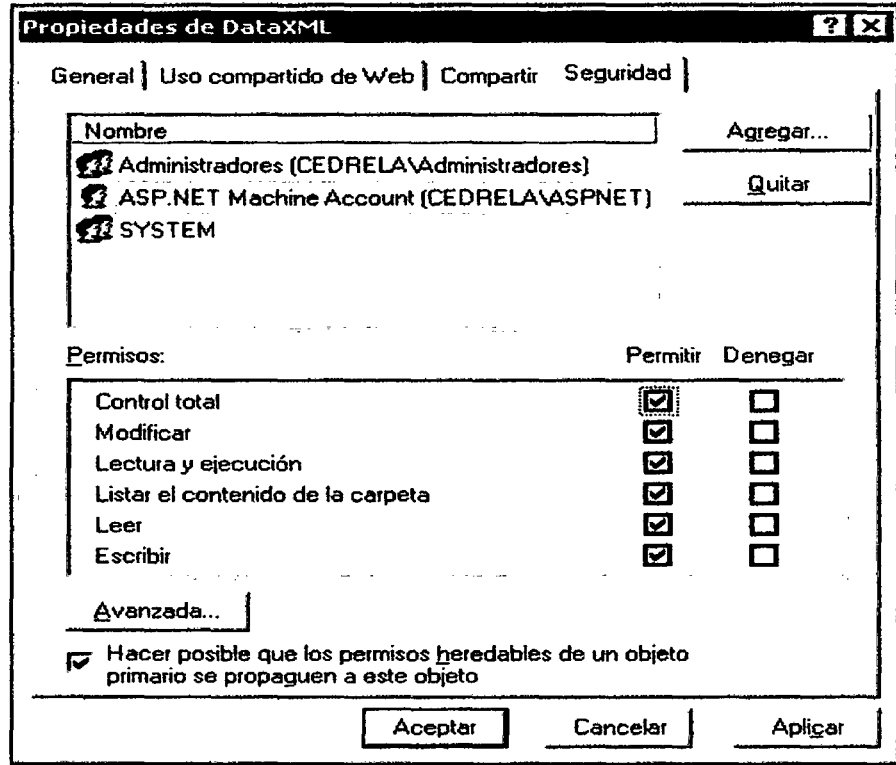 Propiedades de DataXML
General Uso compartido de Web Compartir Seguridad
Nombre
Agregar...
Administradores (CEDRELA\Administradores)
ASP.NET Machine Account (CEDRELA\ASPNET)
Quitar
SYSTEM
Permisos: Permitir Denegar
Control total
Modificar
Lectura y ejecución
Listar el contenido de la carpeta
Leer
Escribir
Avanzada...
Hacer posible que los permisos heredables de un objeto
primario se propaguen a este objeto
Aceptar Cancelar Aplicar